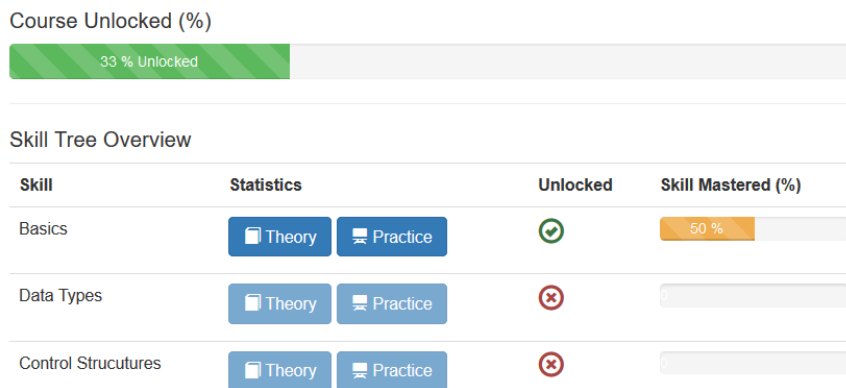 Course Unlocked (%)
33 % Unlocked
Skill Tree Overview
Skill Statistics Unlocked Skill Mastered (%)
Basics Theory Practice 50 %
Data Types Theory Practice
Control Strucutures Theory Practice